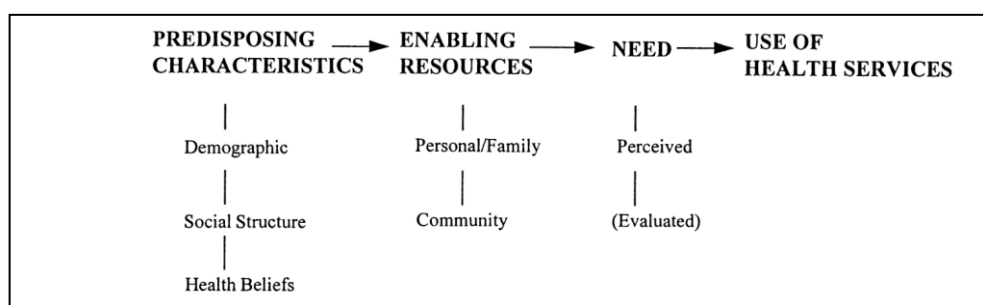 PREDISPOSING CHARACTERISTICS
ENABLING RESOURCES
NEED
USE OF HEALTH SERVICES
Demographic
Personal/Family
Perceived
Social Structure
Community
(Evaluated)
Health Beliefs